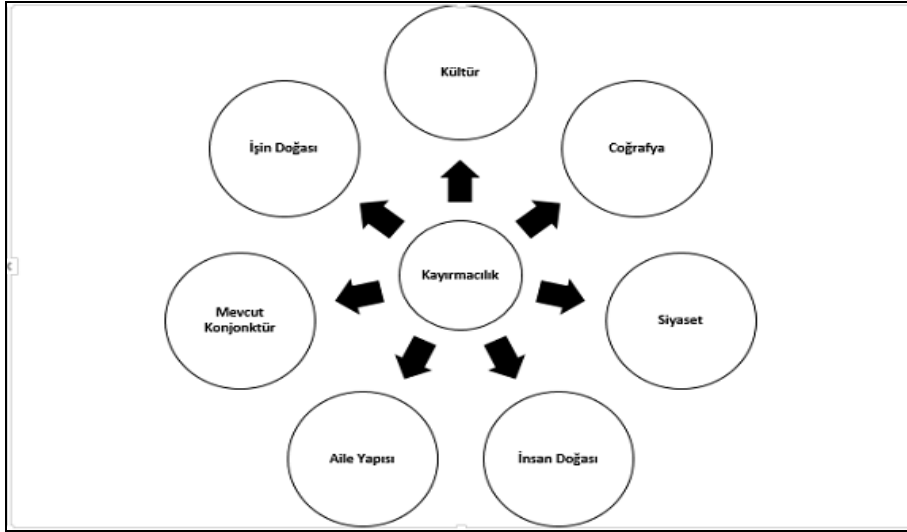 Kültür
İşin Doğası
Coğrafya
Kayırmacılık
Mevcut
Konjonktür
Siyaset
Aile Yapısı
İnsan Doğası